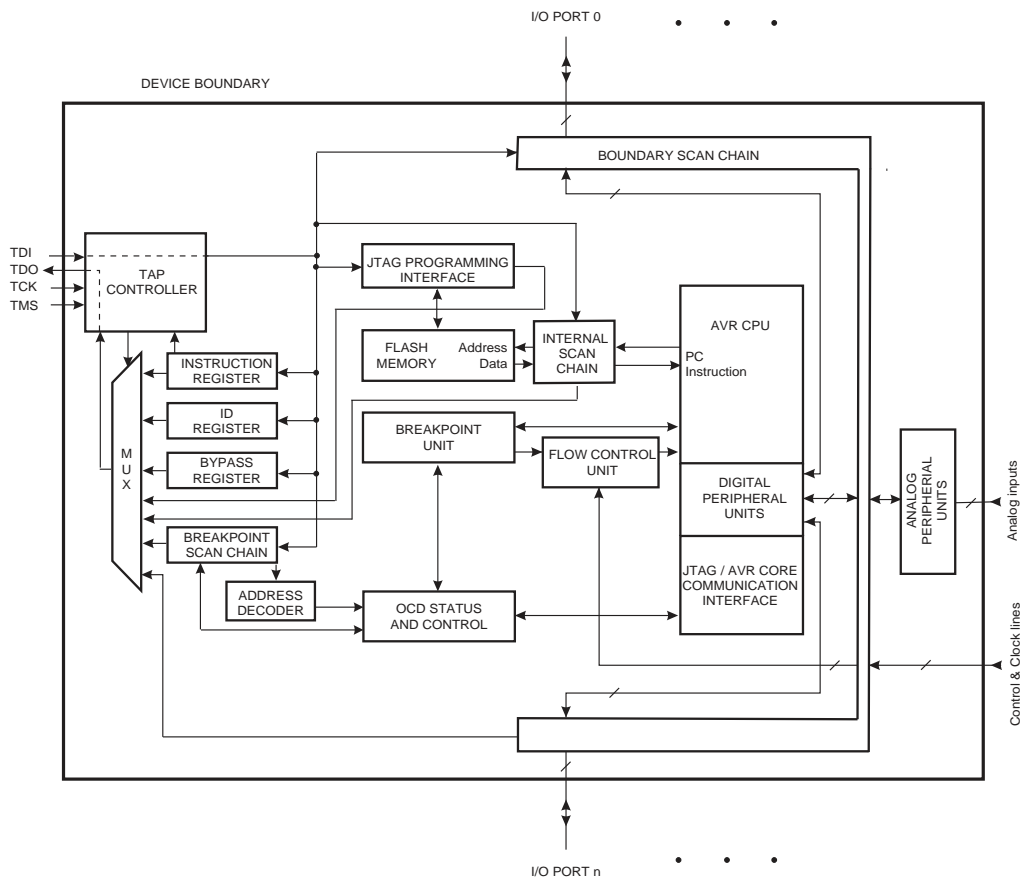 I/O PORT 0
DEVICE BOUNDARY
BOUNDARY SCAN CHAIN
TDI
TDO
TCK
TMS
TAP
CONTROLLER
JTAG PROGRAMMING
INTERFACE
AVR CPU
FLASH
MEMORY
Address
Data
INTERNAL
SCAN
CHAIN
PC
Instruction
INSTRUCTION
REGISTER
ID
REGISTER
BYPASS
REGISTER
MUX
BREAKPOINT
UNIT
FLOW CONTROL
UNIT
DIGITAL
PERIPHERAL
UNITS
ANALOG
PERIPHERIAL
UNITS
Analog inputs
BREAKPOINT
SCAN CHAIN
ADDRESS
DECODER
OCD STATUS
AND CONTROL
JTAG / AVR CORE
COMMUNICATION
INTERFACE
Control & Clock lines
I/O PORT n